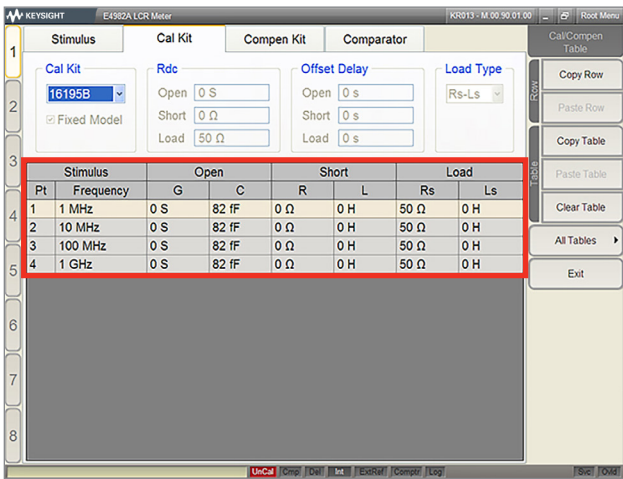 KEYSIGHT E4982A LCR Meter KR013 - M.00.90.01.00 Root Menu
Stimulus Cal Kit Compen Kit Comparator
Cal/Compen
Table
1
2
3
4
5
6
7
8
Cal Kit
16195B
Fixed Model
Rdc
Open 0 S
Short 0 Ω
Load 50 Ω
Offset Delay
Open 0 s
Short 0 s
Load 0 s
Load Type
Rs-Ls
Stimulus Open Short Load
Pt Frequency G C R L Rs Ls
1 1 MHz 0 S 82 fF 0 Ω 0 H 50 Ω 0 H
2 10 MHz 0 S 82 fF 0 Ω 0 H 50 Ω 0 H
3 100 MHz 0 S 82 fF 0 Ω 0 H 50 Ω 0 H
4 1 GHz 0 S 82 fF 0 Ω 0 H 50 Ω 0 H
Row
Copy Row
Paste Row
Table
Copy Table
Paste Table
Clear Table
All Tables
Exit
UnCal Cmp Del Int ExtRef Comptr Log Svc Ovld